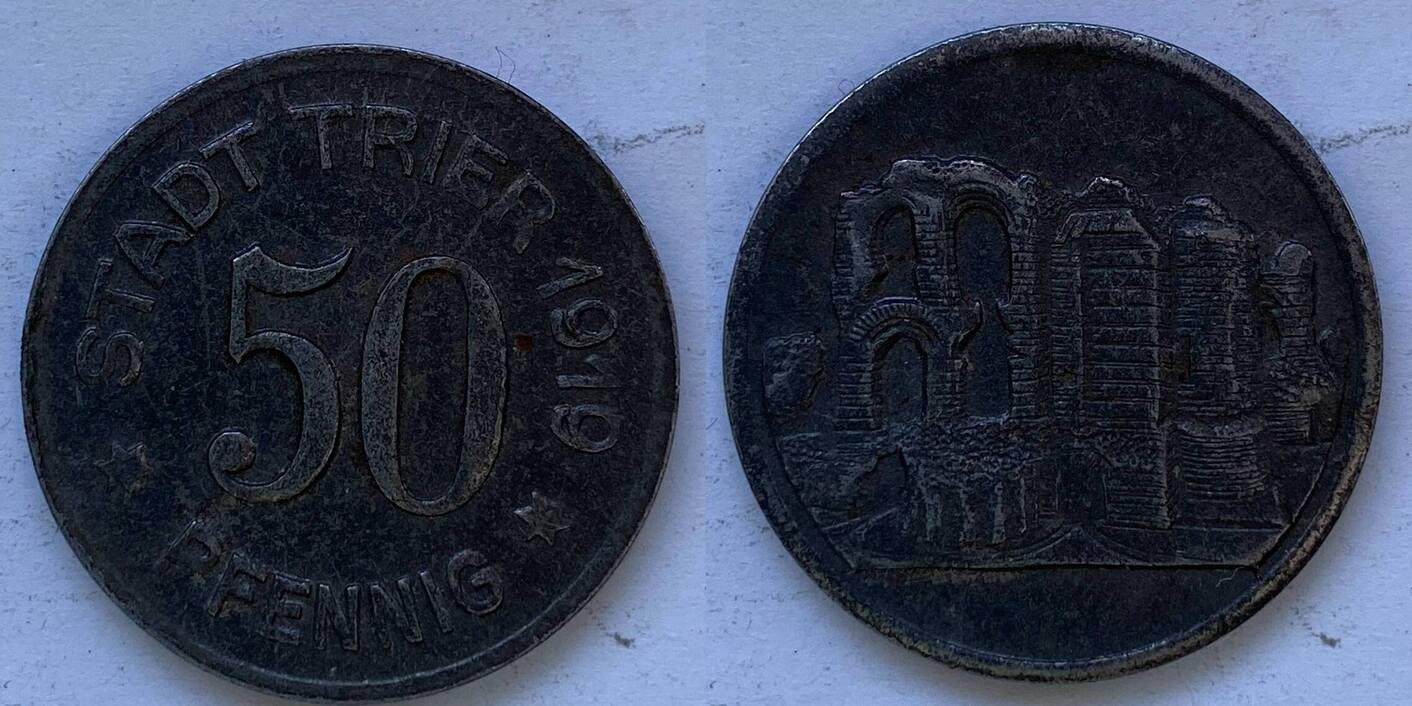 STADT TRIER 1919
50
PFENNIG